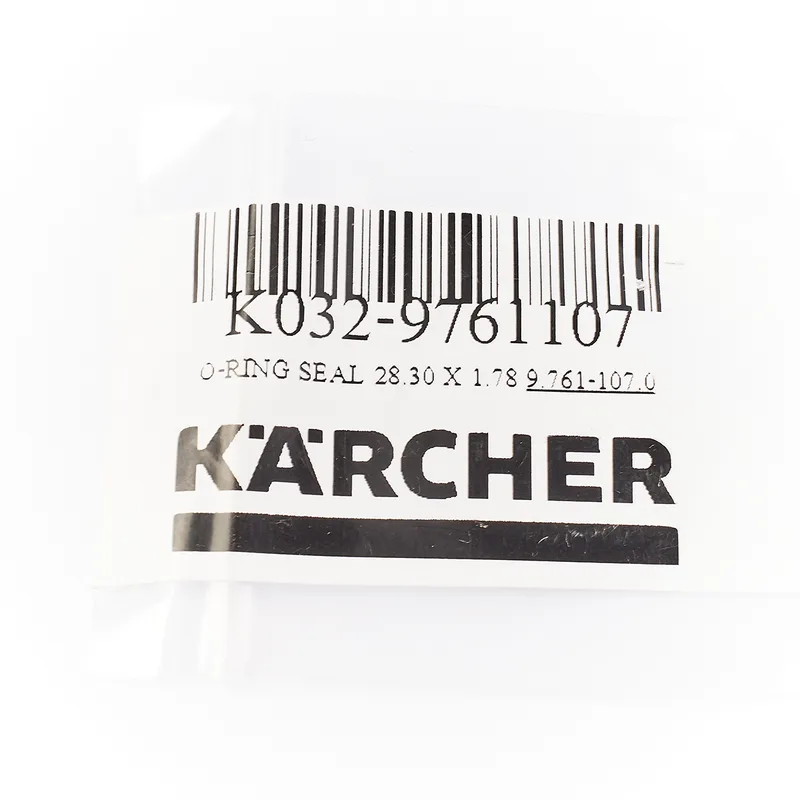 K032-9761107
O-RING SEAL 28.30 X 1.78 9.761-107.0
KÄRCHER